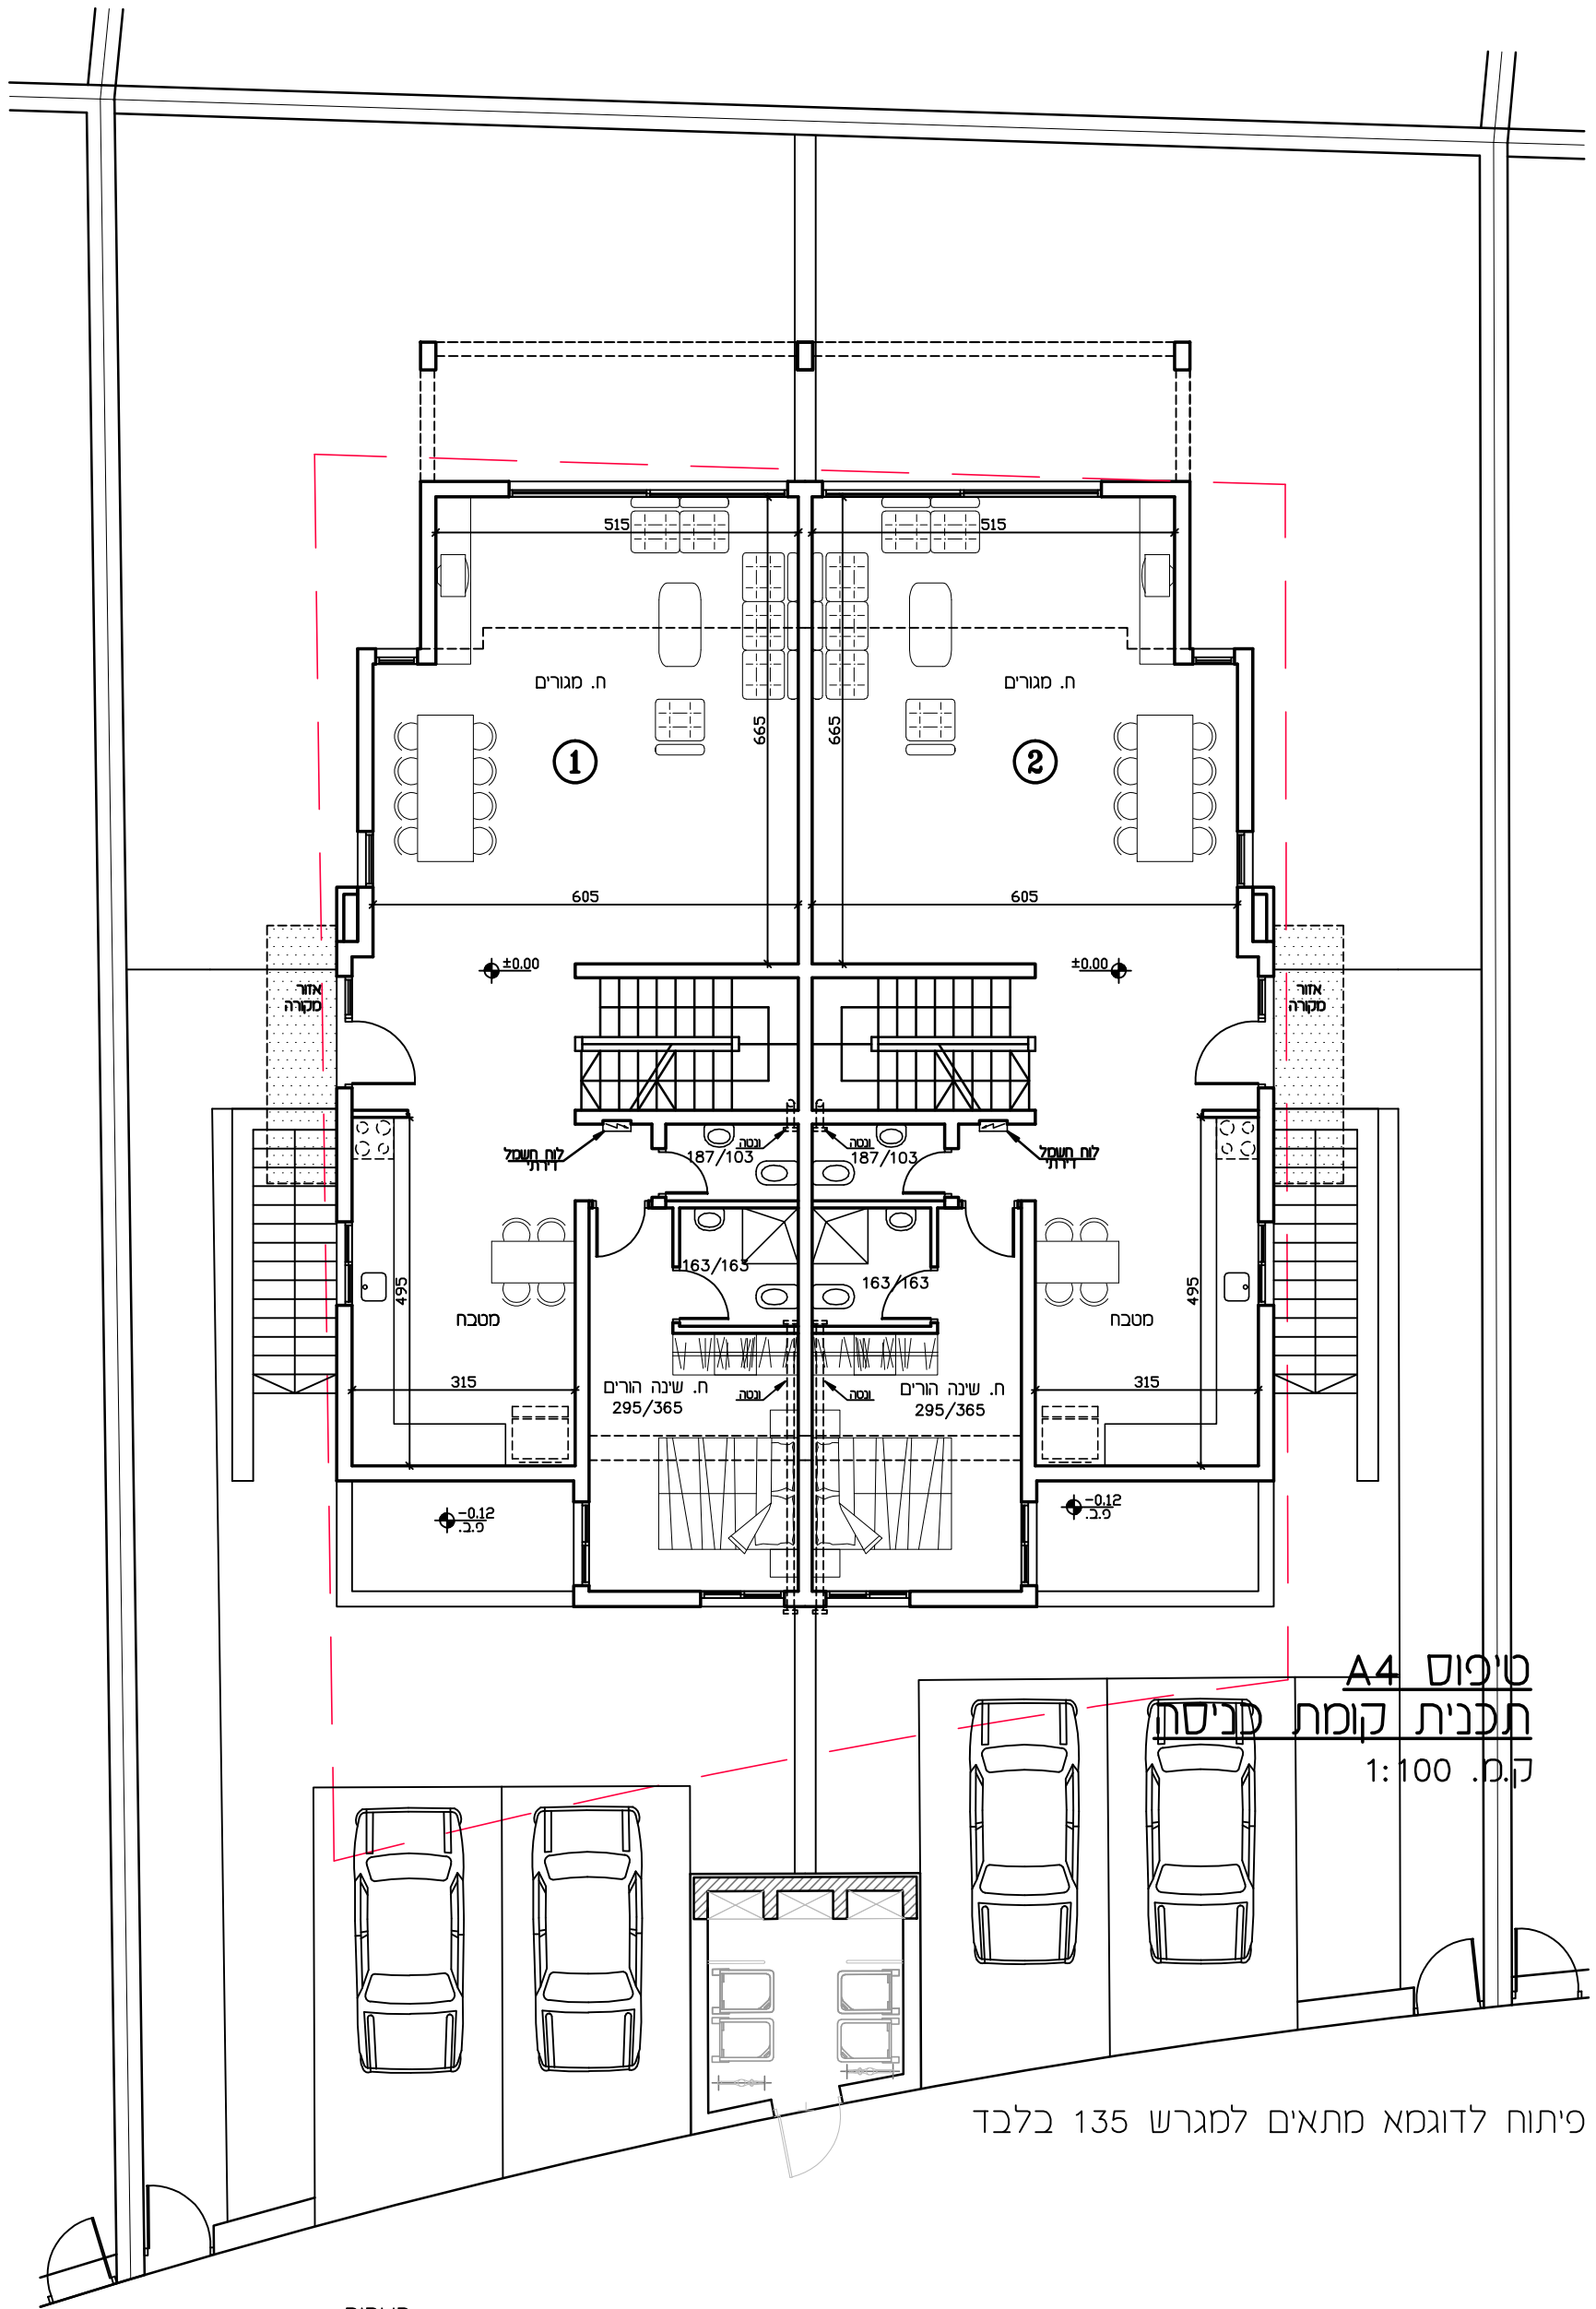 515
515
ח. מגורים
ח. מגורים
665
665
1
2
605
605
±0.00
±0.00
אזור
מקורה
אזור
מקורה
לוח חשמל
דירתי
לוח חשמל
דירתי
ונטה
ונטה
187/103
187/103
163/163
163/163
495
495
מטבח
מטבח
315
315
ח. שינה הורים
295/365
ח. שינה הורים
295/365
ונטה
ונטה
-0.12
פ.ב.
-0.12
פ.ב.
טיפוס A4
תכנית קומת כניסה
ק.מ. 1:100
פיתוח לדוגמא מתאים למגרש 135 בלבד